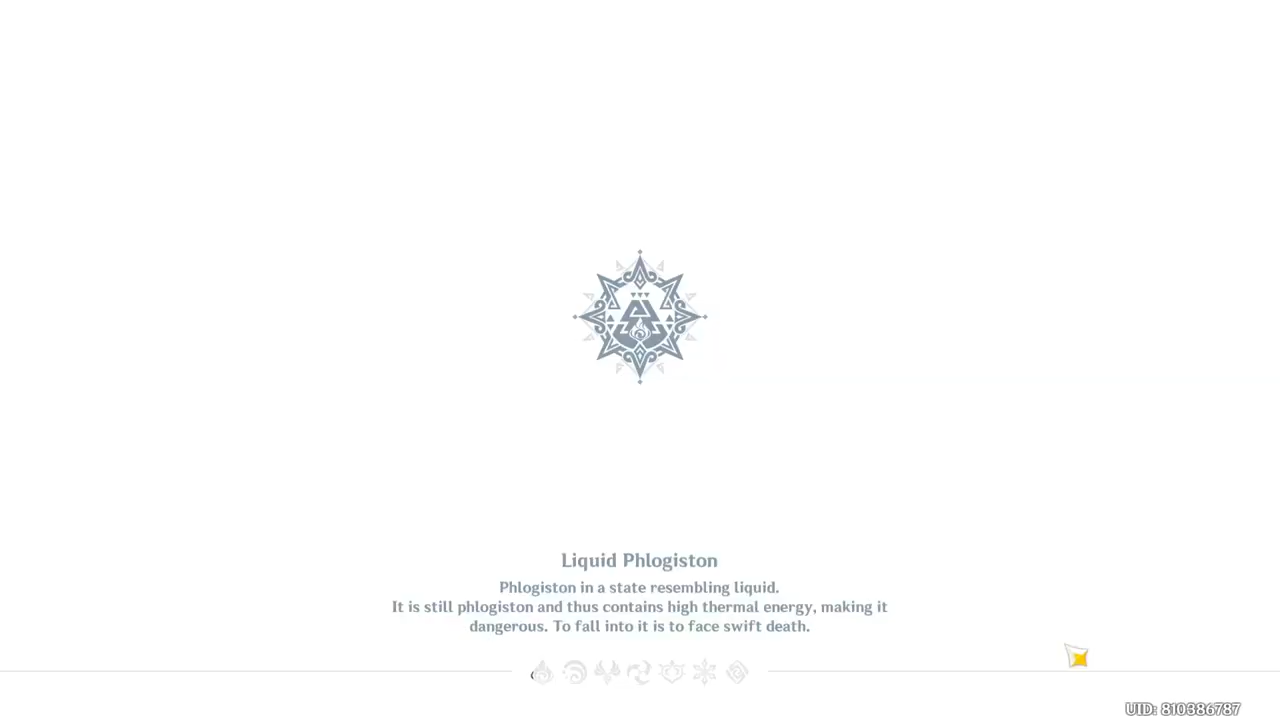 Liquid Phlogiston
Phlogiston in a state resembling liquid.
It is still phlogiston and thus contains high thermal energy, making it
dangerous. To fall into it is to face swift death.
UID: 810386787